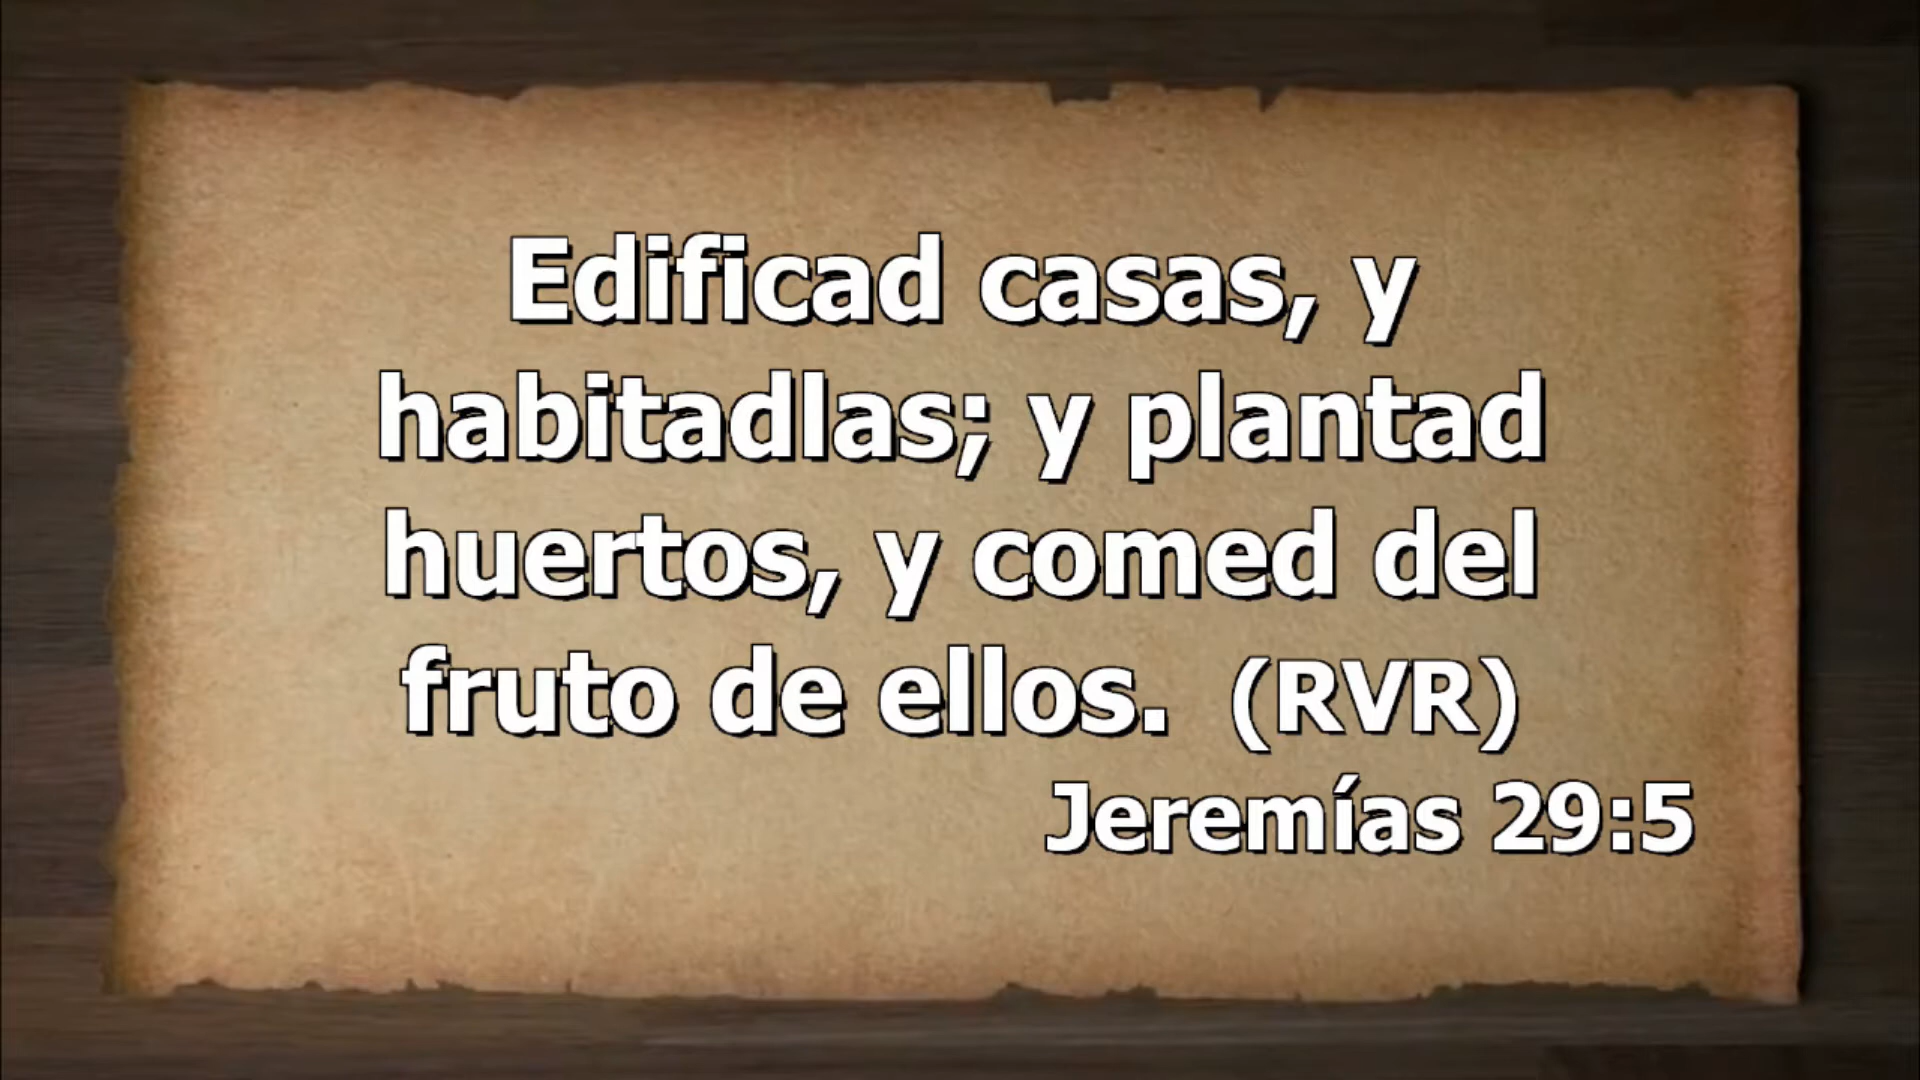 Edificad casas, y
habitadlas; y plantad
huertos, y comed del
fruto de ellos. (RVR)
Jeremías 29:5